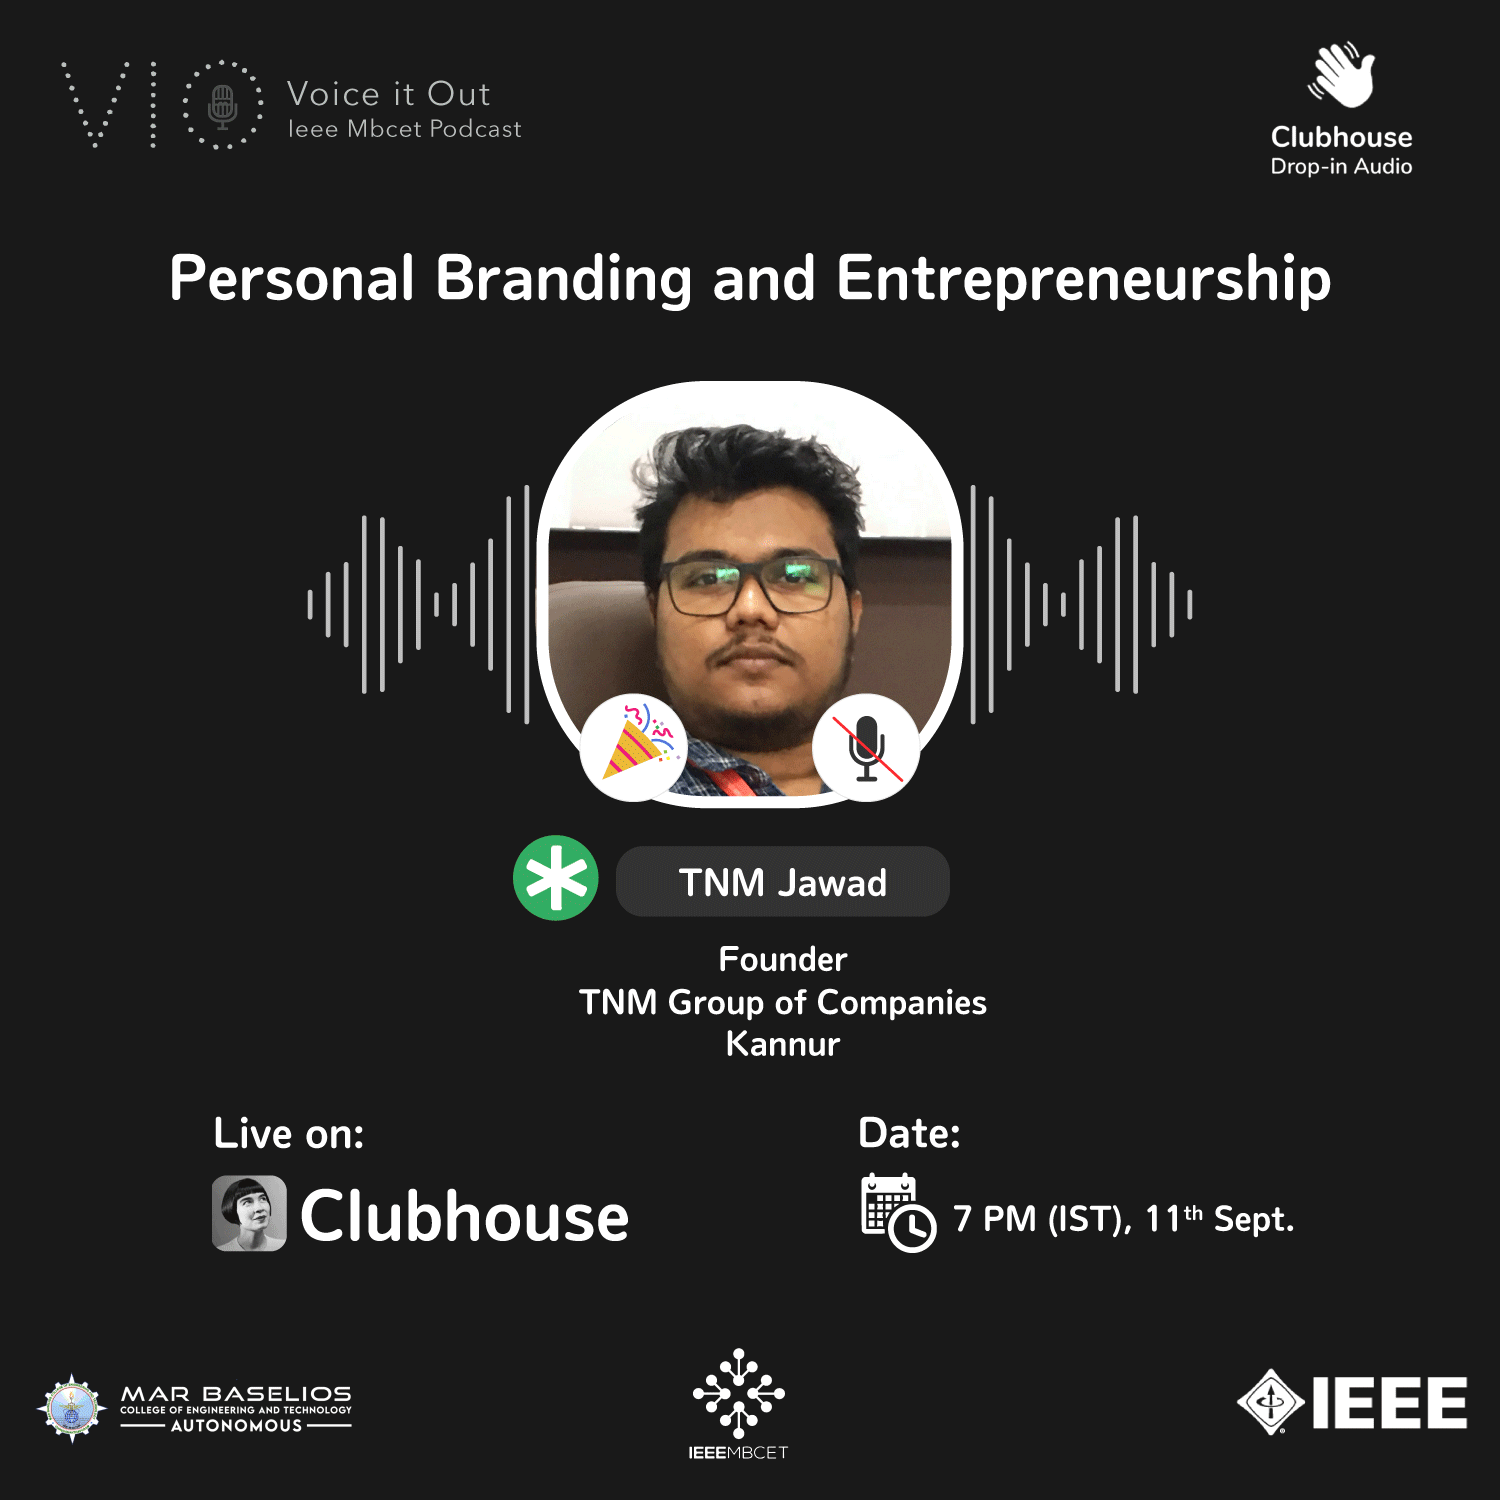 VIO
Voice it Out
Ieee Mbcet Podcast
Clubhouse
Drop-in Audio
Personal Branding and Entrepreneurship
TNM Jawad
Founder
TNM Group of Companies
Kannur
Live on:
Clubhouse
Date:
7 PM (IST), 11th Sept.
MAR BASELIOS
COLLEGE OF ENGINEERING AND TECHNOLOGY
AUTONOMOUS
IEEEMBCET
IEEE